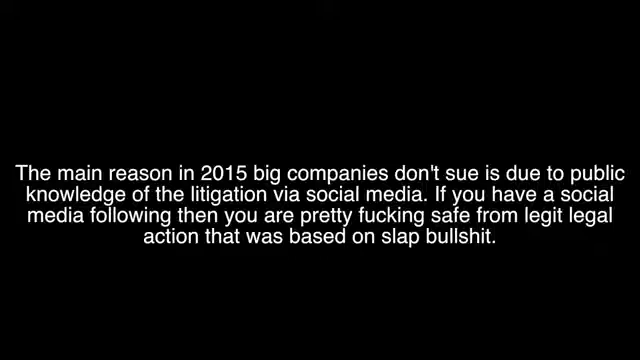 The main reason in 2015 big companies don't sue is due to public
knowledge of the litigation via social media. If you have a social
media following then you are pretty fucking safe from legit legal
action that was based on slap bullshit.